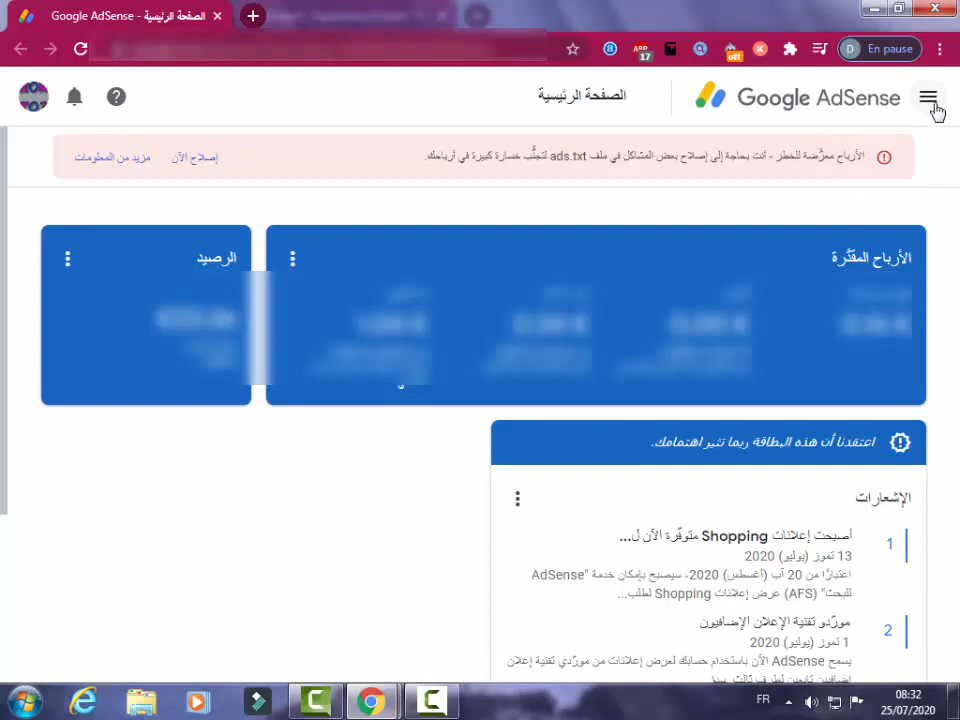 Google AdSense - الصفحة الرئيسية
ABP
17
off
D En pause
Google AdSense
الصفحة الرئيسية
الأرباح معرَّضة للخطر - أنت بحاجة إلى إصلاح بعض المشاكل في ملف ads.txt لتجنُّب خسارة كبيرة في أرباحك.
إصلاح الآن
مزيد من المعلومات
الأرباح المقدَّرة
الرصيد
اعتقدنا أن هذه البطاقة ربما تثير اهتمامك.
الإشعارات
1
أصبحت إعلانات Shopping متوفّرة الآن ل...
13 تموز (يوليو) 2020
اعتبارًا من 20 آب (أغسطس) 2020، سيصبح بإمكان خدمة "AdSense
للبحث" (AFS) عرض إعلانات Shopping لطلب...
2
مورّدو تقنية الإعلان الإضافيون
1 تموز (يوليو) 2020
يسمح AdSense الآن باستخدام حسابك لعرض إعلانات من مورّدي تقنية إعلان
FR
08:32
25/07/2020